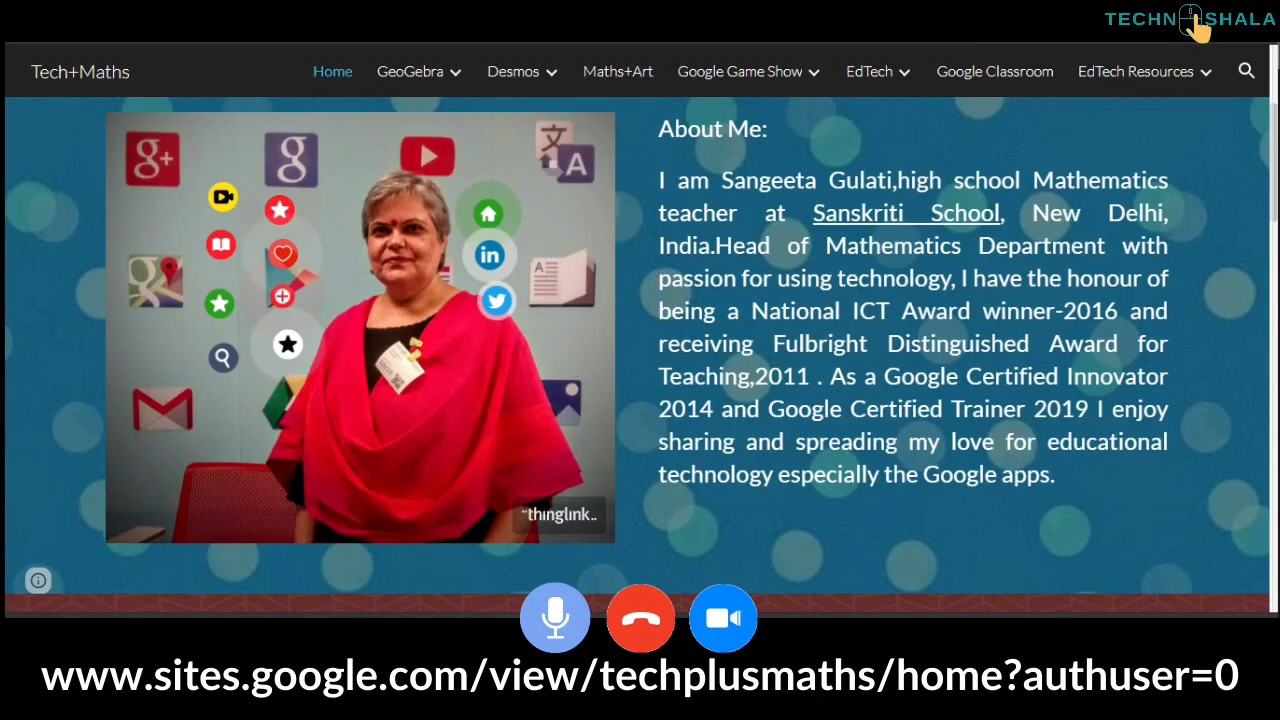 TECHN SHALA
Tech+Maths
Home
GeoGebra
Desmos
Maths+Art
Google Game Show
EdTech
Google Classroom
EdTech Resources
g+
g
文
A
g
in
A
About Me:
I am Sangeeta Gulati,high school Mathematics
teacher at Sanskriti School, New Delhi,
India.Head of Mathematics Department with
passion for using technology, I have the honour of
being a National ICT Award winner-2016 and
receiving Fulbright Distinguished Award for
Teaching,2011 . As a Google Certified Innovator
2014 and Google Certified Trainer 2019 I enjoy
sharing and spreading my love for educational
technology especially the Google apps.
thinglink..
www.sites.google.com/view/techplusmaths/home?authuser=0